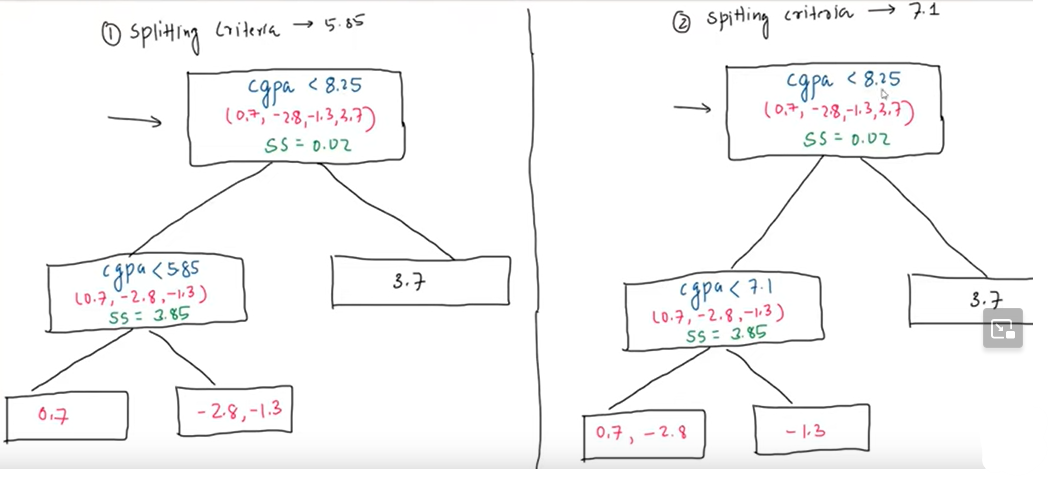 ① Splitting Criteria → 5.85
cgpa < 8.25
(0.7, -2.8, -1.3, 3.7)
SS = 0.02
cgpa < 5.85
(0.7, -2.8, -1.3)
SS = 3.85
3.7
0.7
-2.8, -1.3
② Spitting criteria → 7.1
cgpa < 8.25
(0.7, -2.8, -1.3, 3.7)
SS = 0.02
cgpa < 7.1
(0.7, -2.8, -1.3)
SS = 3.85
3.7
0.7, -2.8
-1.3